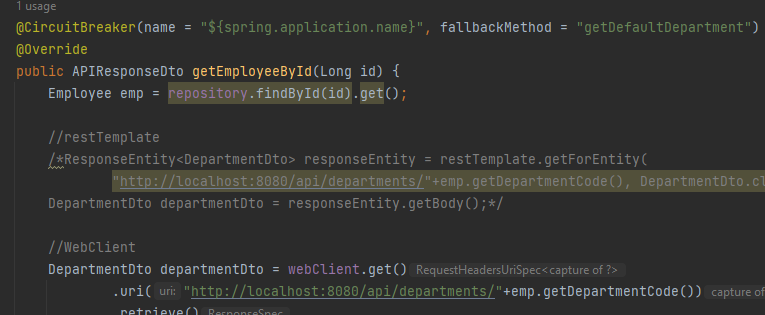 1 usage
@CircuitBreaker(name = "${spring.application.name}", fallbackMethod = "getDefaultDepartment")
@Override
public APIResponseDto getEmployeeById(Long id) {
Employee emp = repository.findById(id).get();
//restTemplate
/*ResponseEntity<DepartmentDto> responseEntity = restTemplate.getForEntity(
"http://localhost:8080/api/departments/"+emp.getDepartmentCode(), DepartmentDto.cl
DepartmentDto departmentDto = responseEntity.getBody();*/
//WebClient
DepartmentDto departmentDto = webClient.get() RequestHeadersUriSpec<capture of ?>
.uri( uri: "http://localhost:8080/api/departments/"+emp.getDepartmentCode()) capture of
.retrieve() ResponseSpec